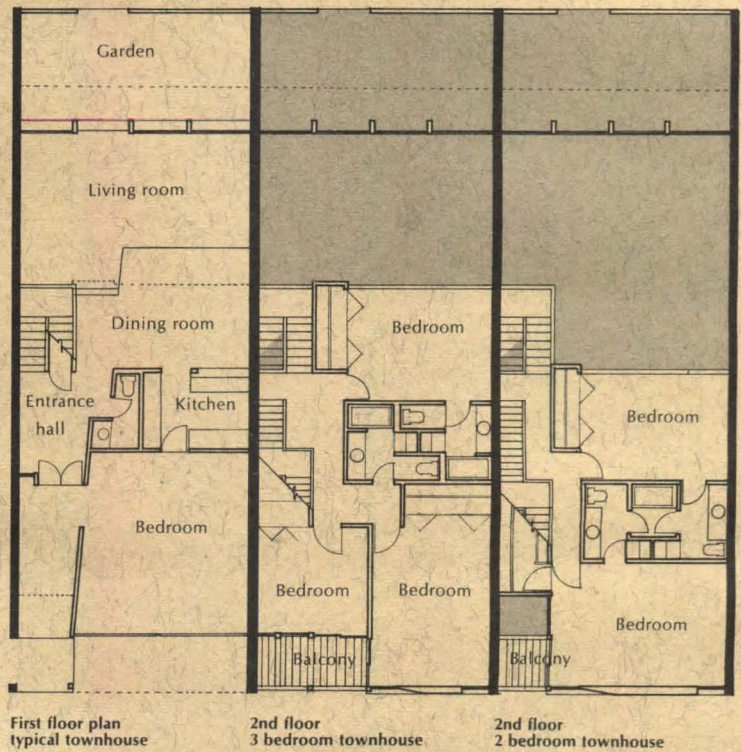 Garden
Living room
Dining room
Entrance
hall
Kitchen
Bedroom
Bedroom
Bedroom
Bedroom
Balcony
Bedroom
Bedroom
Balcony
First floor plan
typical townhouse
2nd floor
3 bedroom townhouse
2nd floor
2 bedroom townhouse